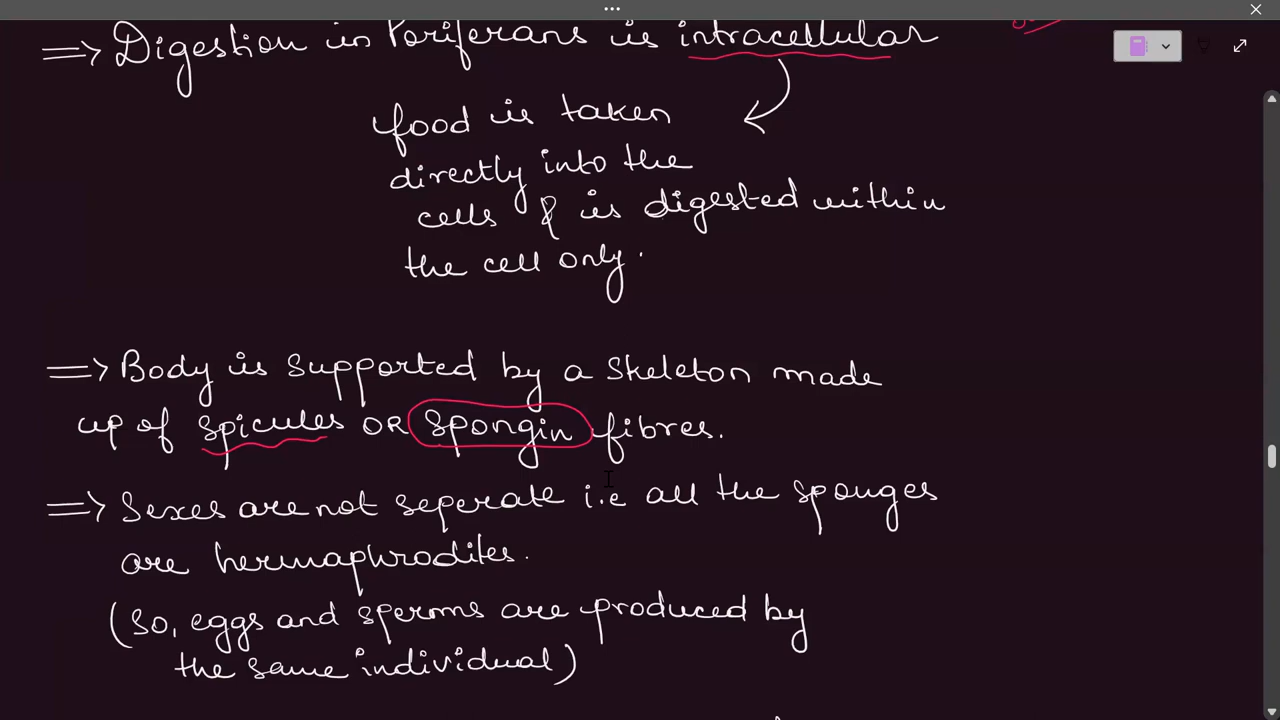 => Digestion in Poriferans is intracellular
food is taken
directly into the
cells & is digested within
the cell only.
=> Body is supported by a skeleton made
up of spicules OR spongin fibres.
=> Sexes are not seperate i.e all the sponges
are hermaphrodites.
(So, eggs and sperms are produced by
the same individual)